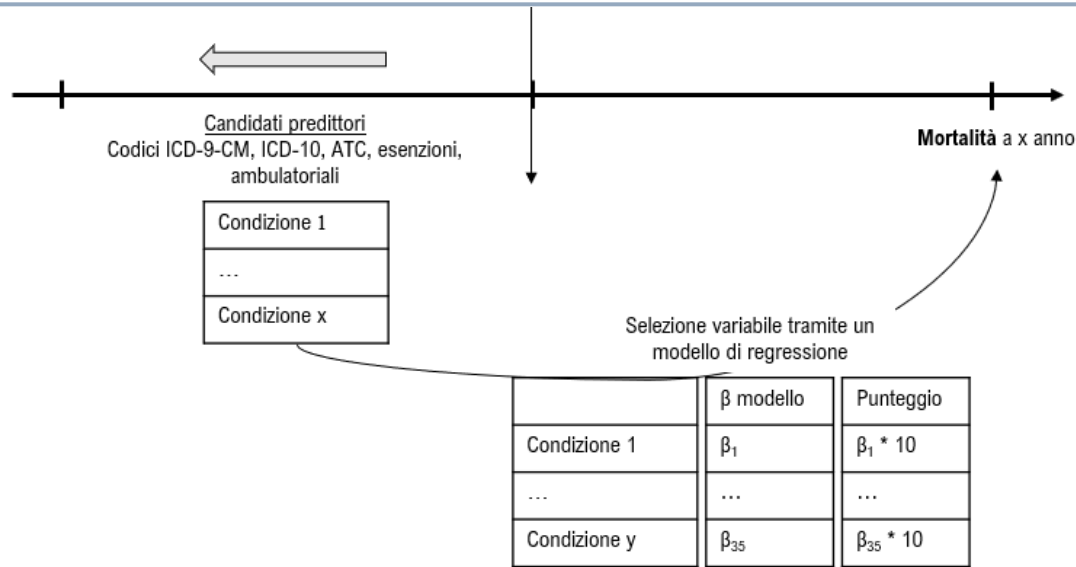 Candidati predittori
Codici ICD-9-CM, ICD-10, ATC, esenzioni,
ambulatoriali
Mortalità a x anno
Condizione 1
...
Condizione x
Selezione variabile tramite un
modello di regressione
β modello
Punteggio
Condizione 1
β₁
β₁ * 10
...
...
...
Condizione y
β₃₅
β₃₅ * 10